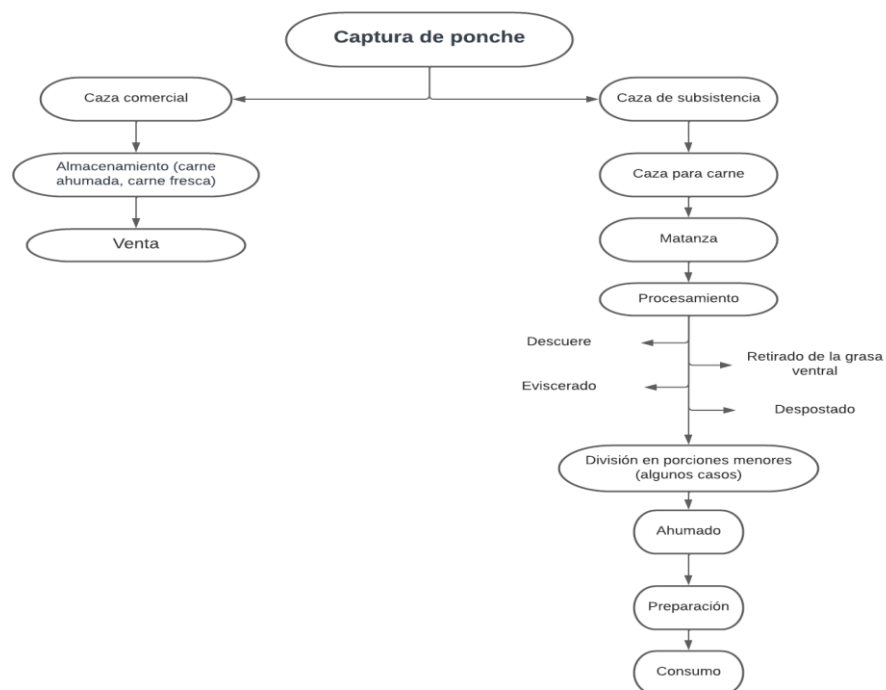 Captura de ponche
Caza comercial
Caza de subsistencia
Almacenamiento (carne
ahumada, carne fresca)
Caza para carne
Venta
Matanza
Procesamiento
Descuere
Retirado de la grasa
ventral
Eviscerado
Despostado
División en porciones menores
(algunos casos)
Ahumado
Preparación
Consumo